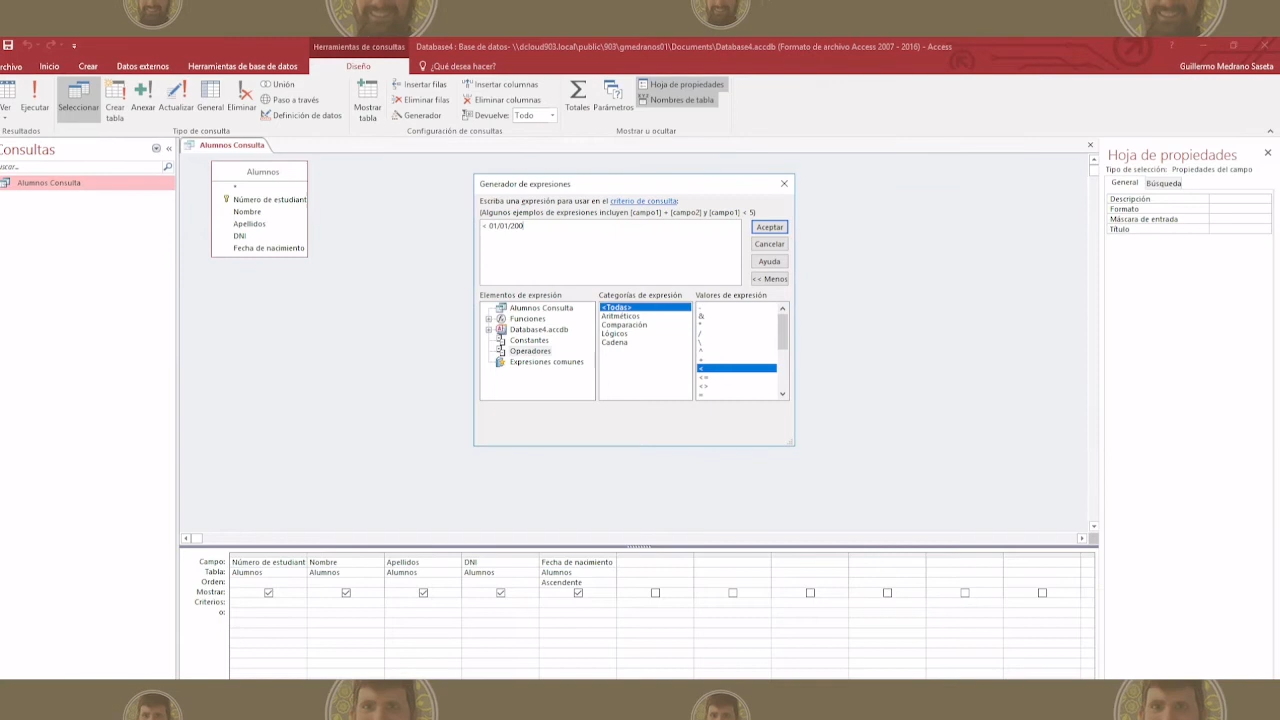 Herramientas de consultas
Database4 : Base de datos- \\dcloud903.local\public\903\gmedranos01\Documents\Database4.accdb (Formato de archivo Access 2007 - 2016) - Access
rchivo Inicio Crear Datos externos Herramientas de base de datos Diseño ¿Qué desea hacer? Guillermo Medrano Saseta
Ver Ejecutar Seleccionar Crear tabla Anexar Actualizar General Eliminar
Unión
Paso a través
Definición de datos
Mostrar tabla
Insertar filas
Eliminar filas
Generador
Insertar columnas
Eliminar columnas
Devuelve: Todo
Totales Parámetros
Hoja de propiedades
Nombres de tabla
Resultados Tipo de consulta Configuración de consultas Mostrar u ocultar
Consultas
uscar...
Alumnos Consulta
Alumnos Consulta
Alumnos
*
Número de estudiant
Nombre
Apellidos
DNI
Fecha de nacimiento
Generador de expresiones
Escriba una expresión para usar en el criterio de consulta:
(Algunos ejemplos de expresiones incluyen [campo1] + [campo2] y [campo1] < 5)
< 01/01/200
Aceptar
Cancelar
Ayuda
<< Menos
Elementos de expresión
Alumnos Consulta
Funciones
Database4.accdb
Constantes
Operadores
Expresiones comunes
Categorías de expresión
<Todas>
Aritméticos
Comparación
Lógicos
Cadena
Valores de expresión
-
&
*
/
\
^
+
<
<=
<>
=
Hoja de propiedades
Tipo de selección: Propiedades del campo
General Búsqueda
Descripción
Formato
Máscara de entrada
Título
Campo: Número de estudiant Nombre Apellidos DNI Fecha de nacimiento
Tabla: Alumnos Alumnos Alumnos Alumnos Alumnos
Orden: Ascendente
Mostrar:
Criterios:
o: